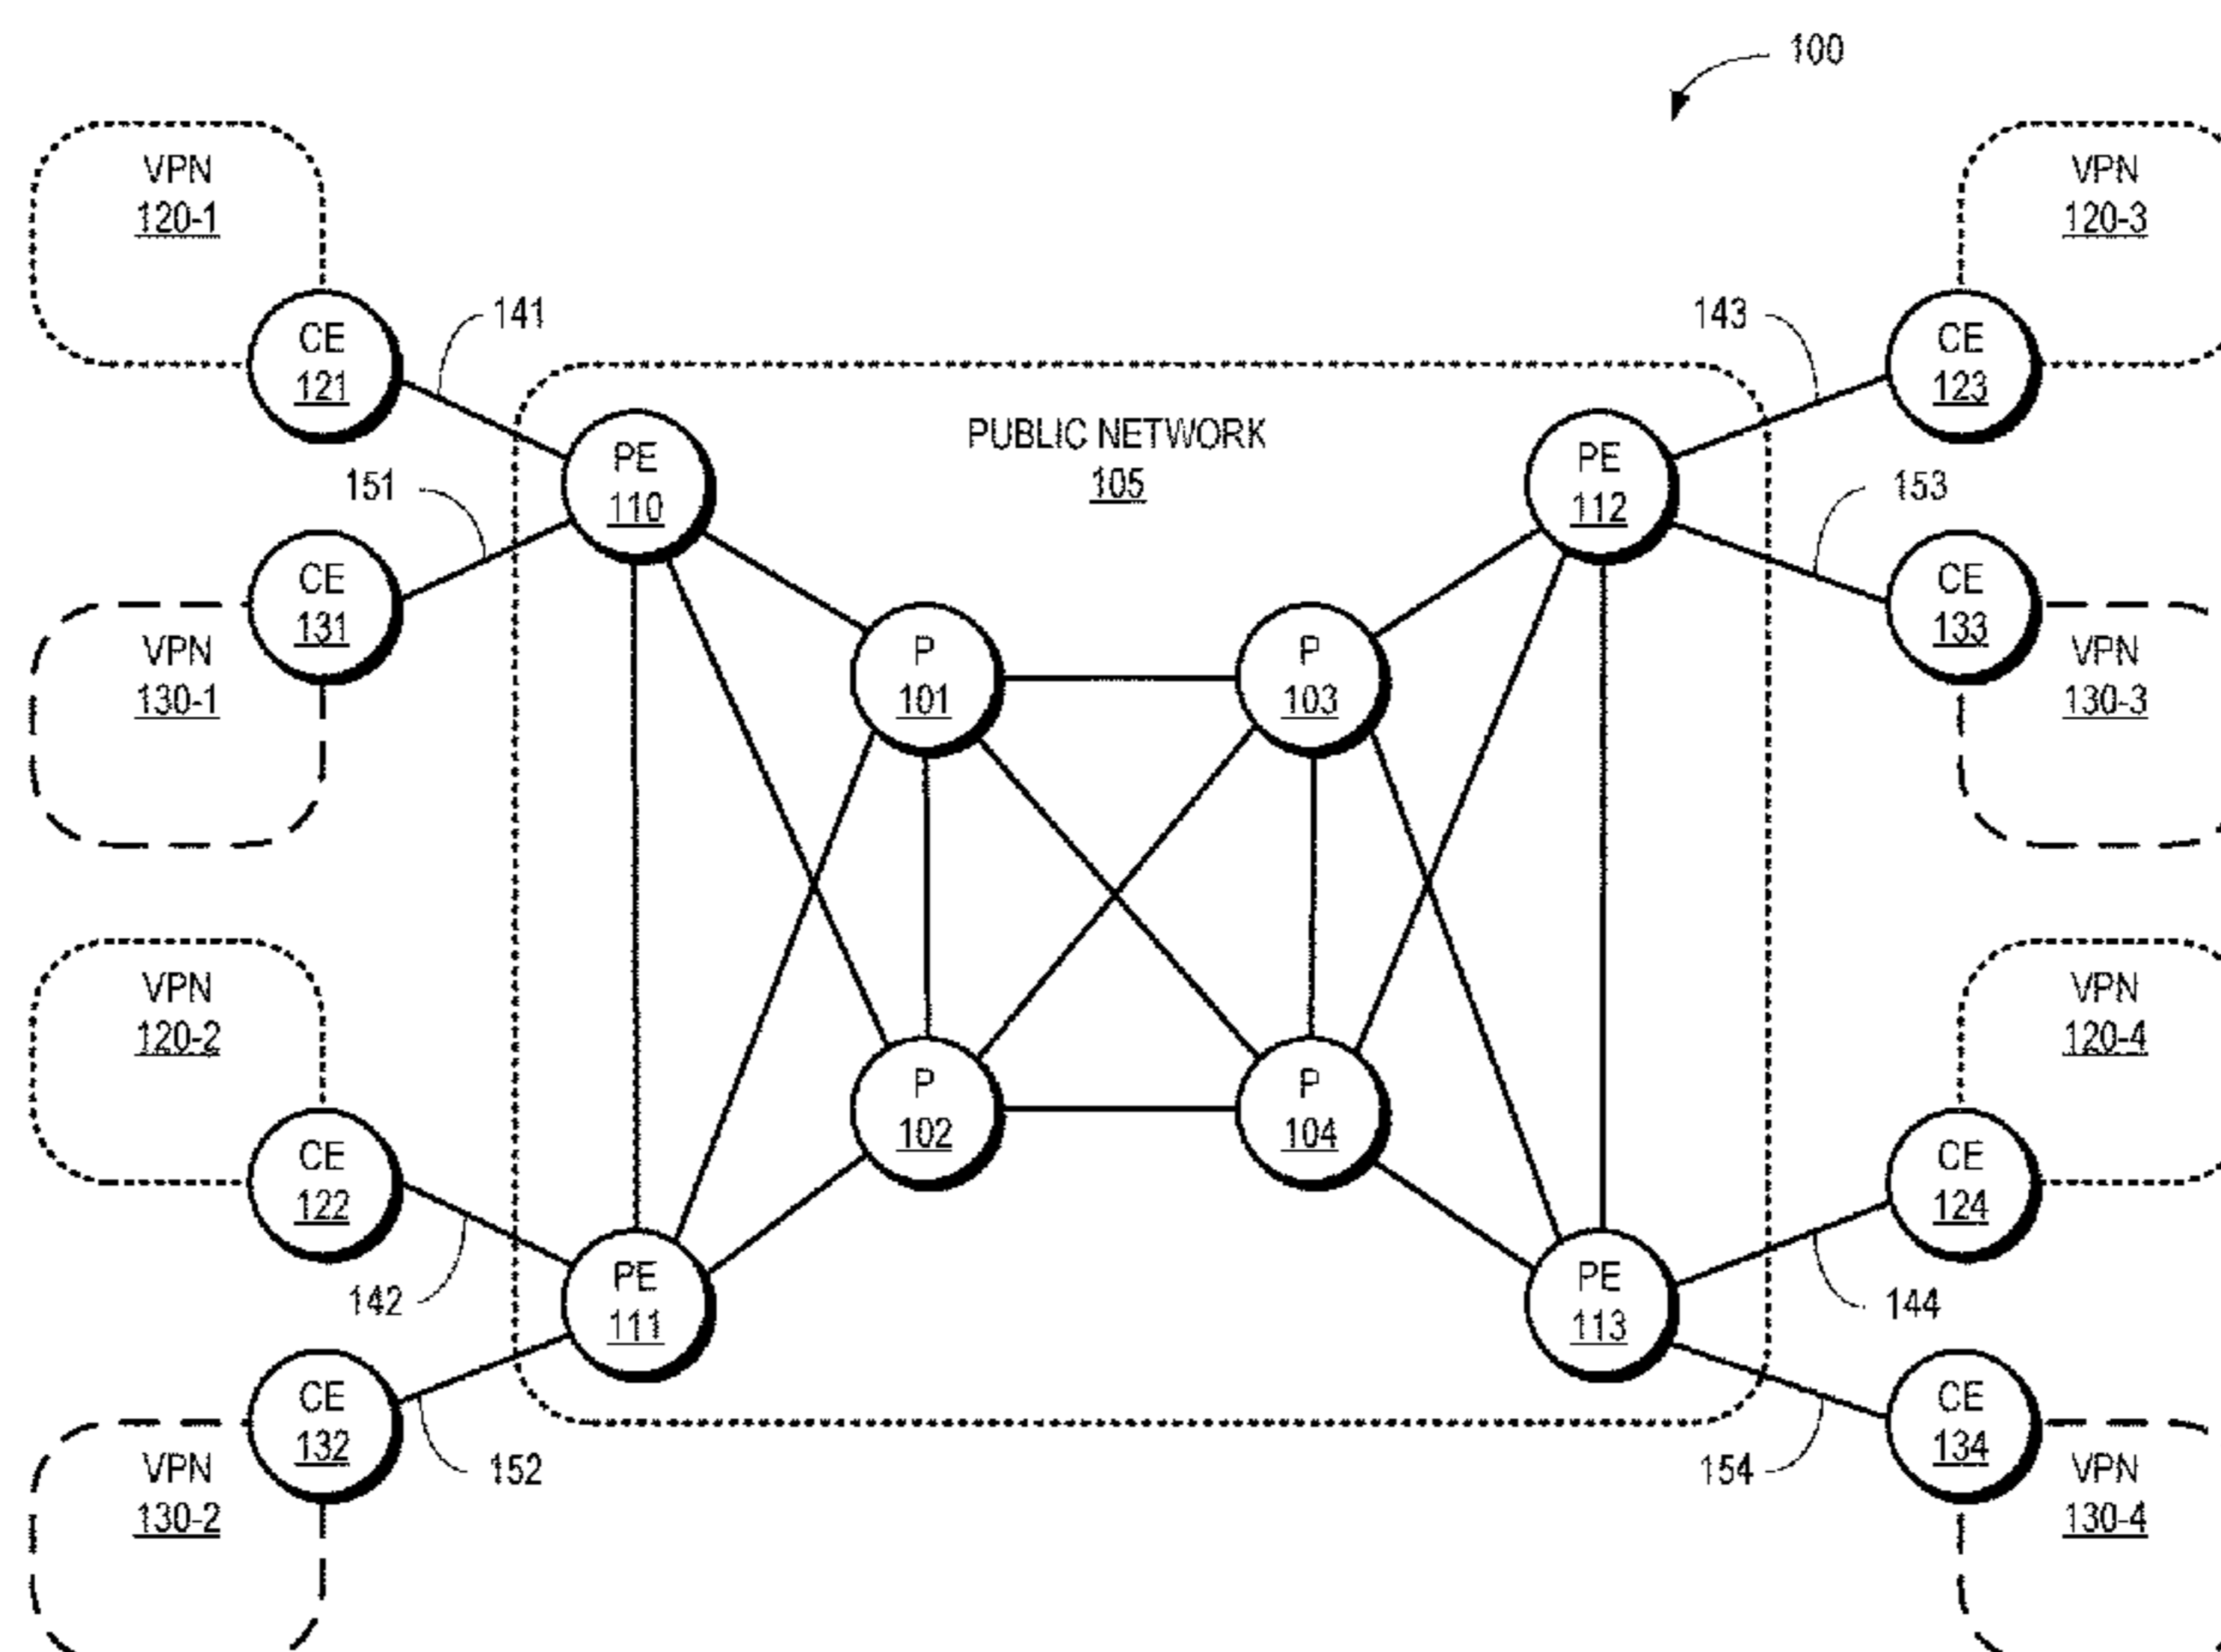 100
VPN
120-1
VPN
120-3
CE
121
141
143
CE
123
PUBLIC NETWORK
105
PE
110
PE
112
151
153
CE
131
CE
133
VPN
130-1
VPN
130-3
P
101
P
103
VPN
120-2
VPN
120-4
P
102
P
104
CE
122
CE
124
142
144
PE
111
PE
113
CE
132
CE
134
152
154
VPN
130-2
VPN
130-4